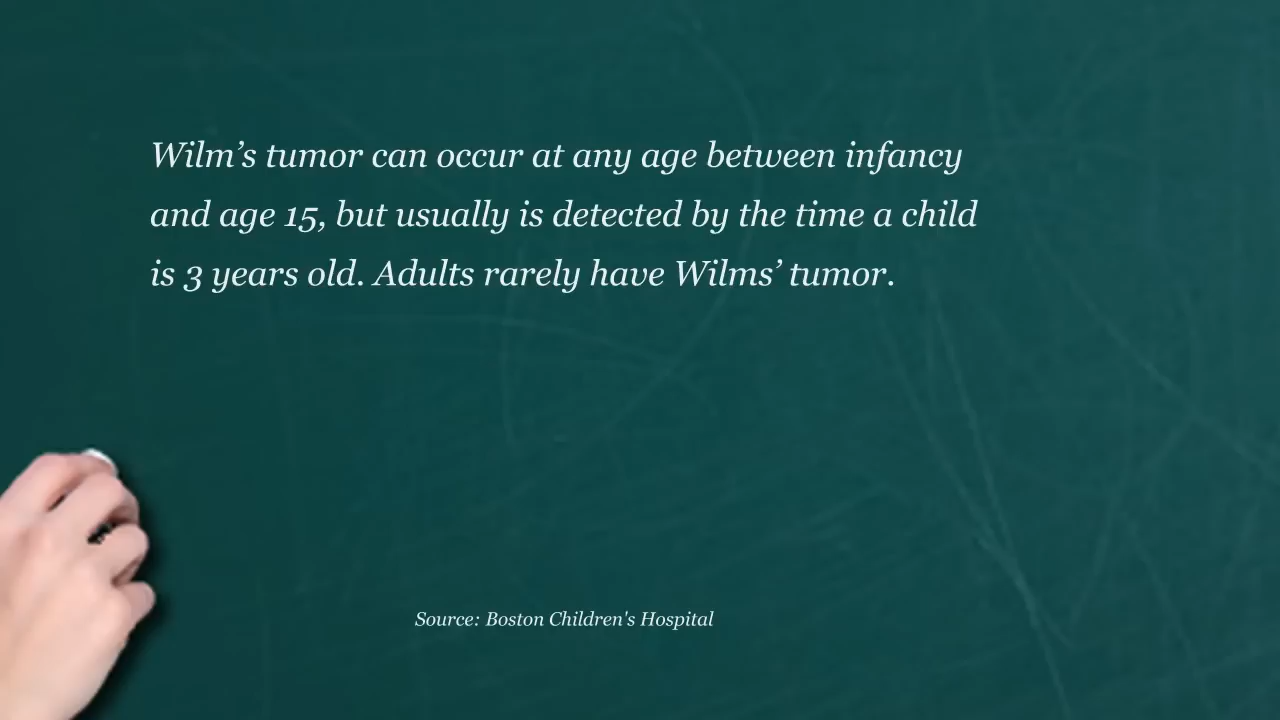 Wilm’s tumor can occur at any age between infancy
and age 15, but usually is detected by the time a child
is 3 years old. Adults rarely have Wilms’ tumor.
Source: Boston Children's Hospital